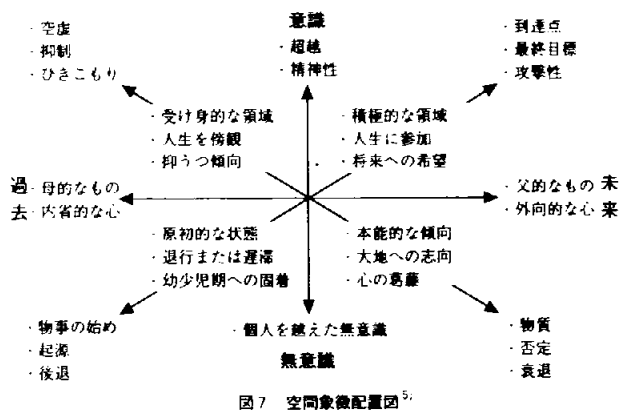 意識
・超越
・精神性
・空虚
・抑制
・ひきこもり
・到達点
・最終目標
・攻撃性
・受け身的な領域
・人生を傍観
・抑うつ傾向
・積極的な領域
・人生に参加
・将来への希望
過去
・母的なもの
・内省的な心
・父的なもの
・外向的な心
未来
・原初的な状態
・退行または遅滞
・幼少児期への固着
・本能的な傾向
・大地への志向
・心の葛藤
・物事の始め
・起源
・後退
・個人を越えた無意識
無意識
・物質
・否定
・衰退
図7 空間象徴配置図5)